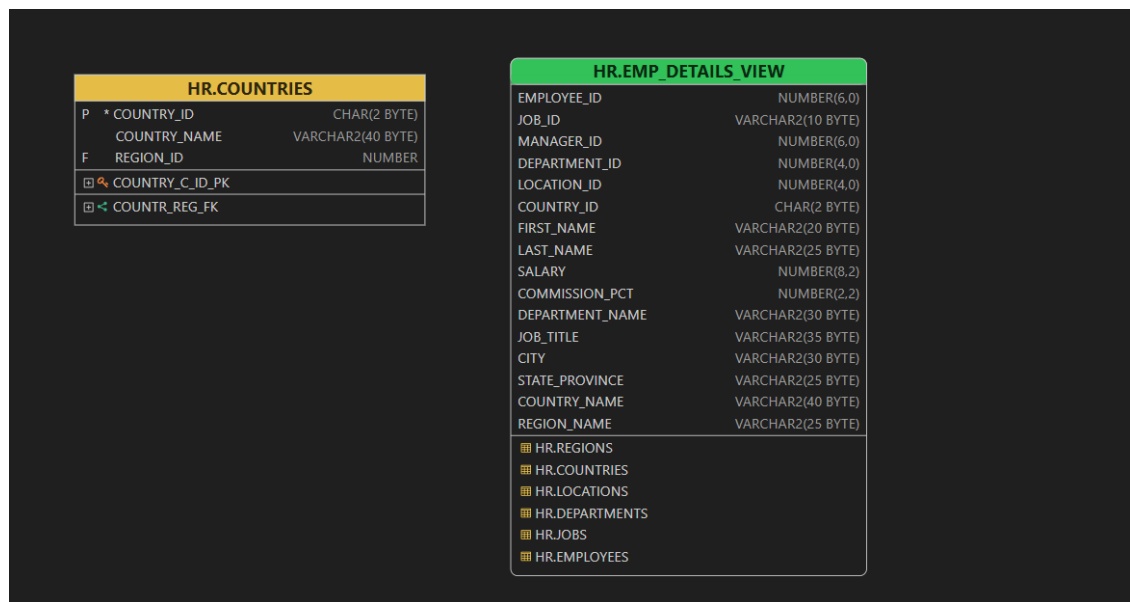 HR.COUNTRIES
P * COUNTRY_ID CHAR(2 BYTE)
COUNTRY_NAME VARCHAR2(40 BYTE)
F REGION_ID NUMBER
COUNTRY_C_ID_PK
COUNTR_REG_FK
HR.EMP_DETAILS_VIEW
EMPLOYEE_ID NUMBER(6,0)
JOB_ID VARCHAR2(10 BYTE)
MANAGER_ID NUMBER(6,0)
DEPARTMENT_ID NUMBER(4,0)
LOCATION_ID NUMBER(4,0)
COUNTRY_ID CHAR(2 BYTE)
FIRST_NAME VARCHAR2(20 BYTE)
LAST_NAME VARCHAR2(25 BYTE)
SALARY NUMBER(8,2)
COMMISSION_PCT NUMBER(2,2)
DEPARTMENT_NAME VARCHAR2(30 BYTE)
JOB_TITLE VARCHAR2(35 BYTE)
CITY VARCHAR2(30 BYTE)
STATE_PROVINCE VARCHAR2(25 BYTE)
COUNTRY_NAME VARCHAR2(40 BYTE)
REGION_NAME VARCHAR2(25 BYTE)
HR.REGIONS
HR.COUNTRIES
HR.LOCATIONS
HR.DEPARTMENTS
HR.JOBS
HR.EMPLOYEES